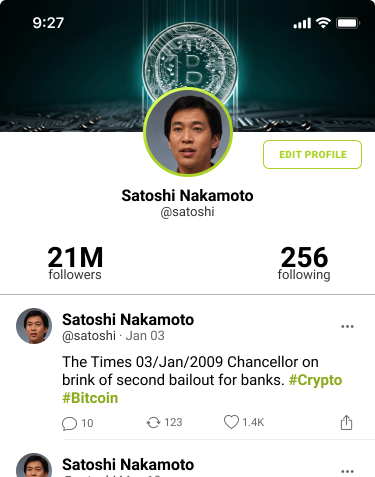 9:27
EDIT PROFILE
Satoshi Nakamoto
@satoshi
21M
256
followers
following
Satoshi Nakamoto
@satoshi · Jan 03
The Times 03/Jan/2009 Chancellor on
brink of second bailout for banks. #Crypto
#Bitcoin
10 123 1.4K
Satoshi Nakamoto